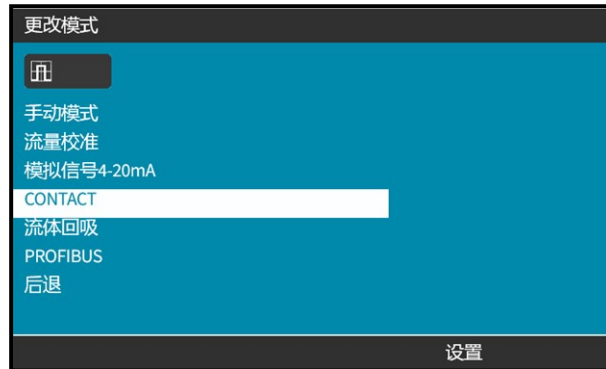 更改模式
手动模式
流量校准
模拟信号4-20mA
CONTACT
流体回吸
PROFIBUS
后退
设置